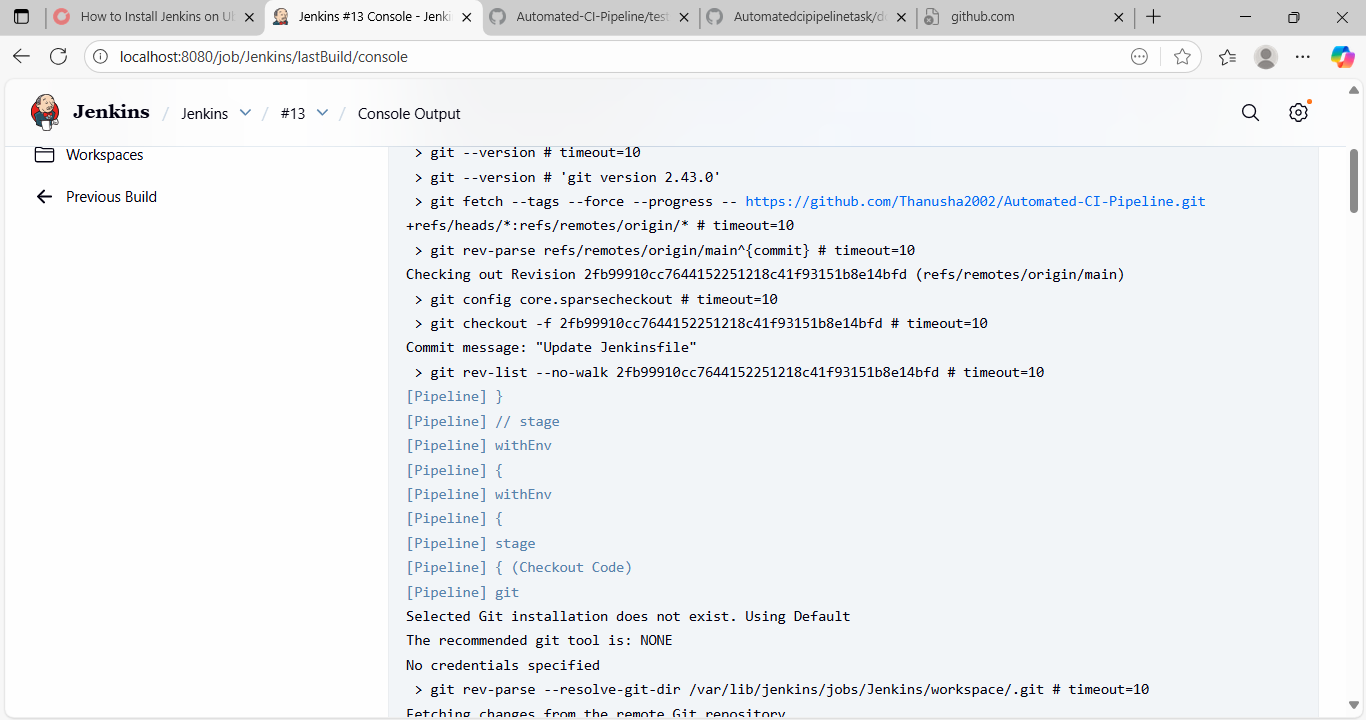 How to Install Jenkins on U
Jenkins #13 Console - Jenki
Automated-CI-Pipeline/test
Automatedcipipelinetask/d
github.com
localhost:8080/job/Jenkins/lastBuild/console
Jenkins / Jenkins / #13 / Console Output
Workspaces
Previous Build
> git --version # timeout=10
> git --version # 'git version 2.43.0'
> git fetch --tags --force --progress -- https://github.com/Thanusha2002/Automated-CI-Pipeline.git
+refs/heads/*:refs/remotes/origin/* # timeout=10
> git rev-parse refs/remotes/origin/main^{commit} # timeout=10
Checking out Revision 2fb99910cc7644152251218c41f93151b8e14bfd (refs/remotes/origin/main)
> git config core.sparsecheckout # timeout=10
> git checkout -f 2fb99910cc7644152251218c41f93151b8e14bfd # timeout=10
Commit message: "Update Jenkinsfile"
> git rev-list --no-walk 2fb99910cc7644152251218c41f93151b8e14bfd # timeout=10
[Pipeline] }
[Pipeline] // stage
[Pipeline] withEnv
[Pipeline] {
[Pipeline] withEnv
[Pipeline] {
[Pipeline] stage
[Pipeline] { (Checkout Code)
[Pipeline] git
Selected Git installation does not exist. Using Default
The recommended git tool is: NONE
No credentials specified
> git rev-parse --resolve-git-dir /var/lib/jenkins/jobs/Jenkins/workspace/.git # timeout=10
Fetching changes from the remote Git repository